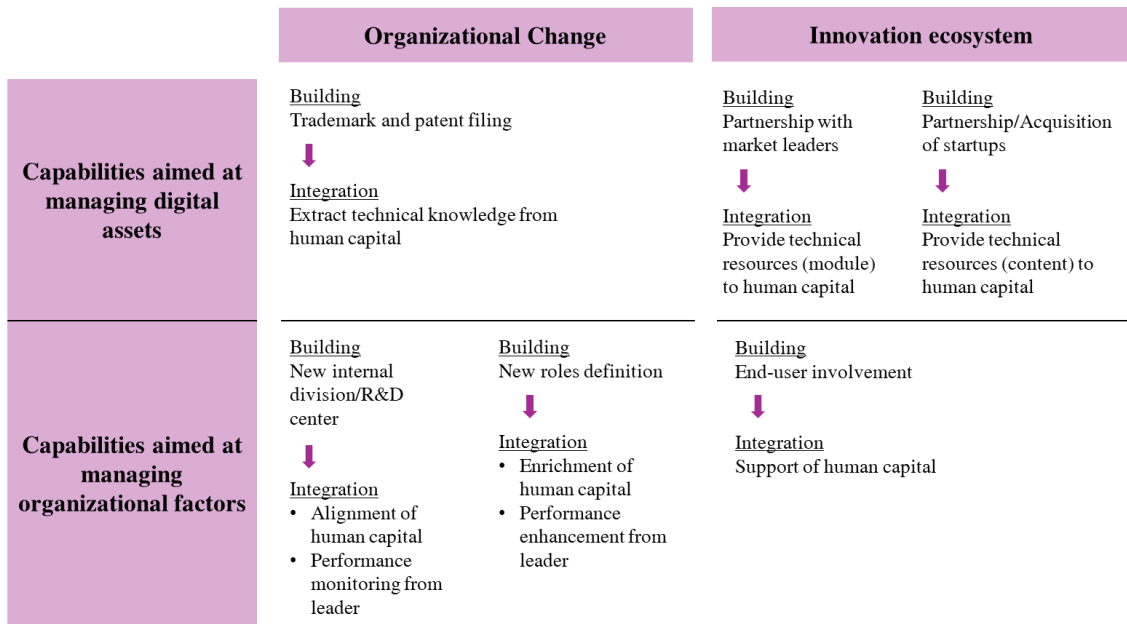 Organizational Change
Innovation ecosystem
Capabilities aimed at
managing digital
assets
Building
Trademark and patent filing
Integration
Extract technical knowledge from
human capital
Building
Partnership with
market leaders
Integration
Provide technical
resources (module)
to human capital
Building
Partnership/Acquisition
of startups
Integration
Provide technical
resources (content) to
human capital
Capabilities aimed at
managing
organizational factors
Building
New internal
division/R&D
center
Integration
• Alignment of
human capital
• Performance
monitoring from
leader
Building
New roles definition
Integration
• Enrichment of
human capital
• Performance
enhancement from
leader
Building
End-user involvement
Integration
Support of human capital